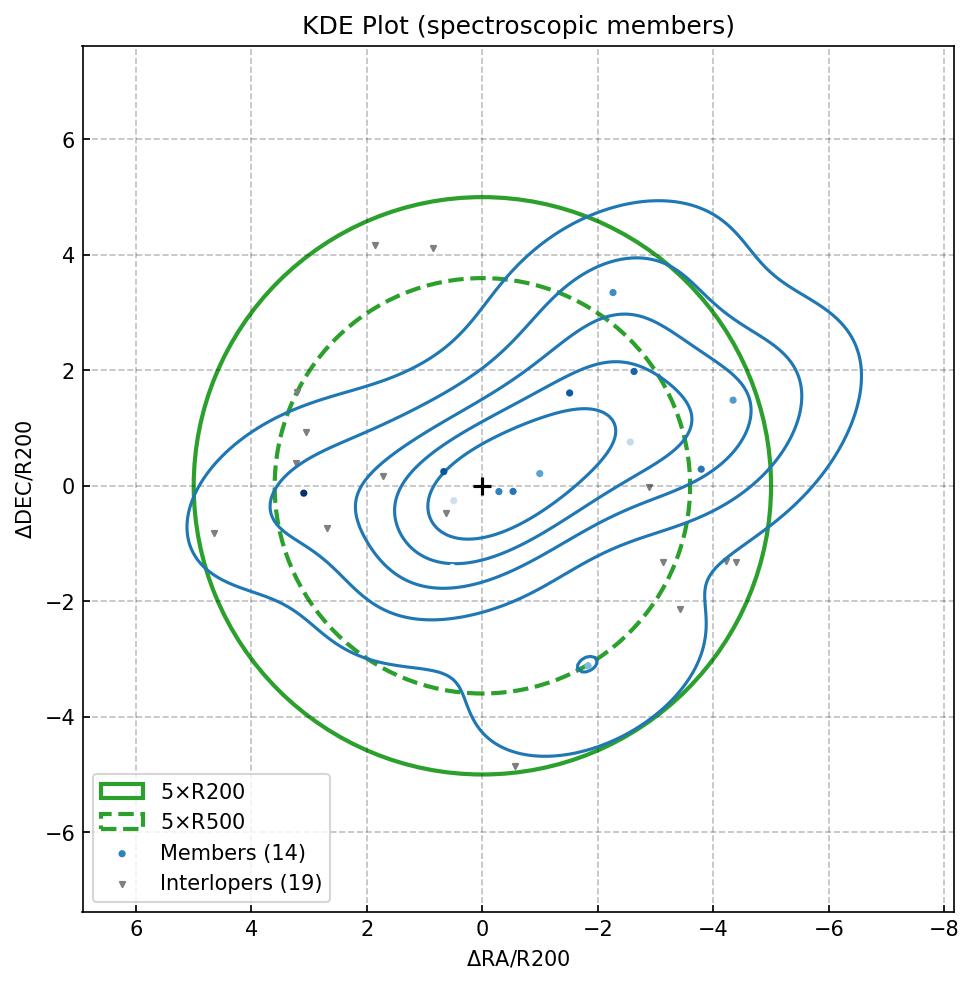 KDE Plot (spectroscopic members)
ΔDEC/R200
6
4
2
0
−2
−4
−6
5×R200
5×R500
Members (14)
Interlopers (19)
6
4
2
0
−2
−4
−6
−8
ΔRA/R200